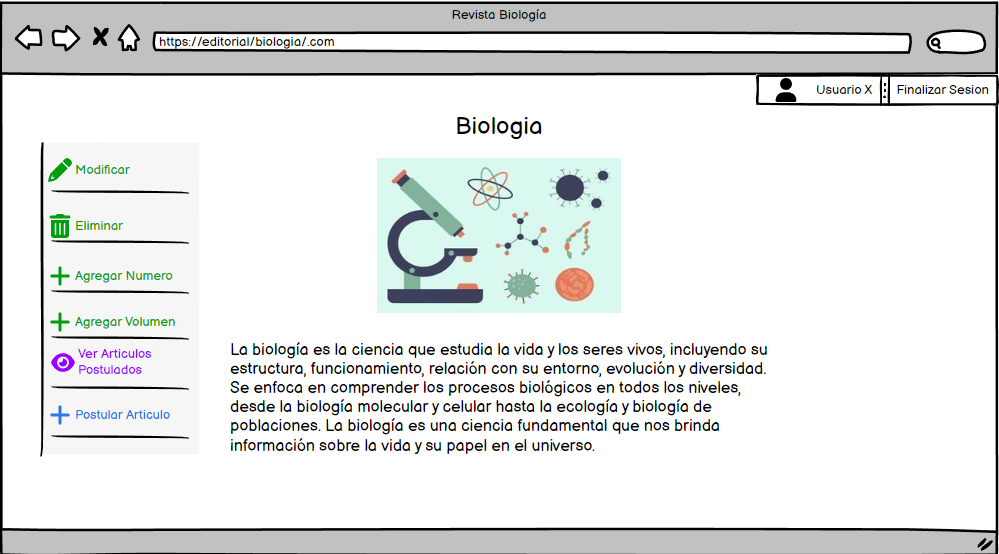 Revista Biología
https://editorial/biologia/.com
Usuario X
Finalizar Sesion
Biologia
Modificar
Eliminar
Agregar Numero
Agregar Volumen
Ver Articulos
Postulados
Postular Articulo
La biología es la ciencia que estudia la vida y los seres vivos, incluyendo su
estructura, funcionamiento, relación con su entorno, evolución y diversidad.
Se enfoca en comprender los procesos biológicos en todos los niveles,
desde la biología molecular y celular hasta la ecología y biología de
poblaciones. La biología es una ciencia fundamental que nos brinda
información sobre la vida y su papel en el universo.